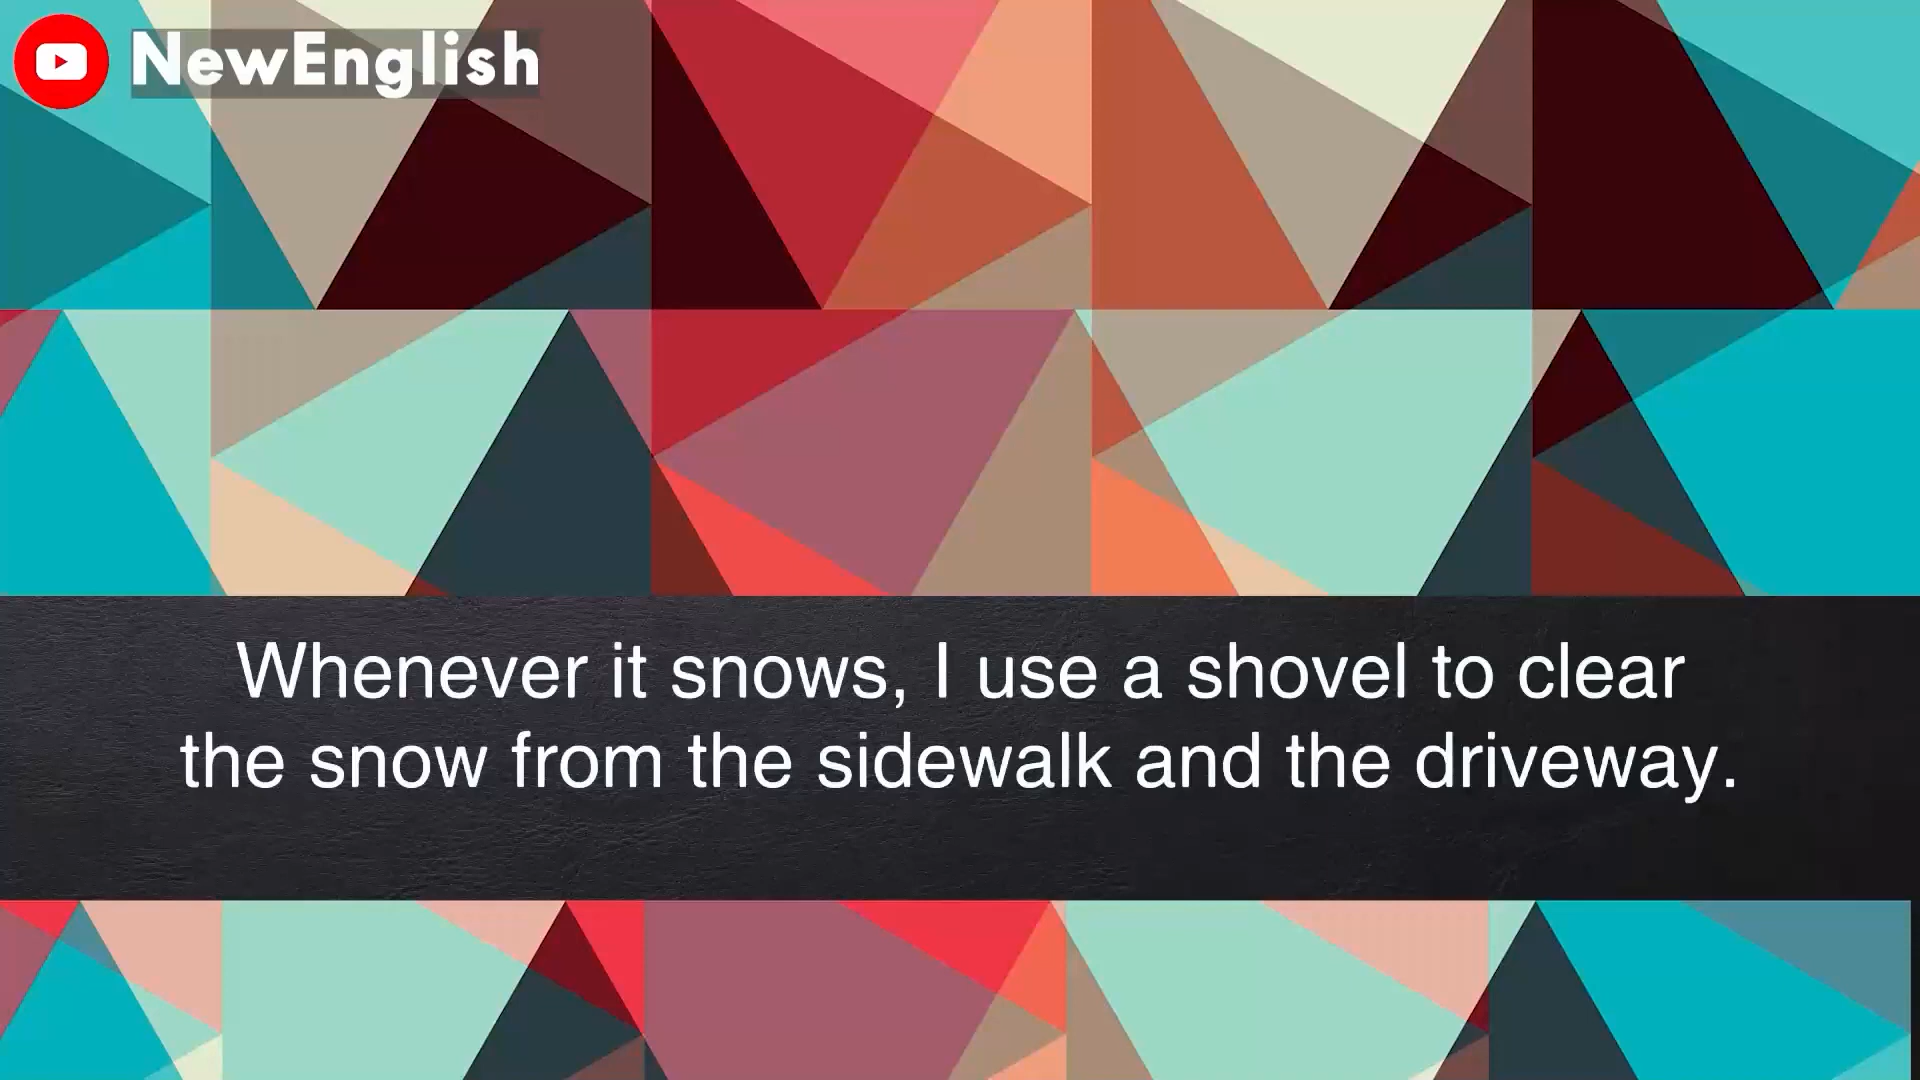 NewEnglish
Whenever it snows, I use a shovel to clear
the snow from the sidewalk and the driveway.